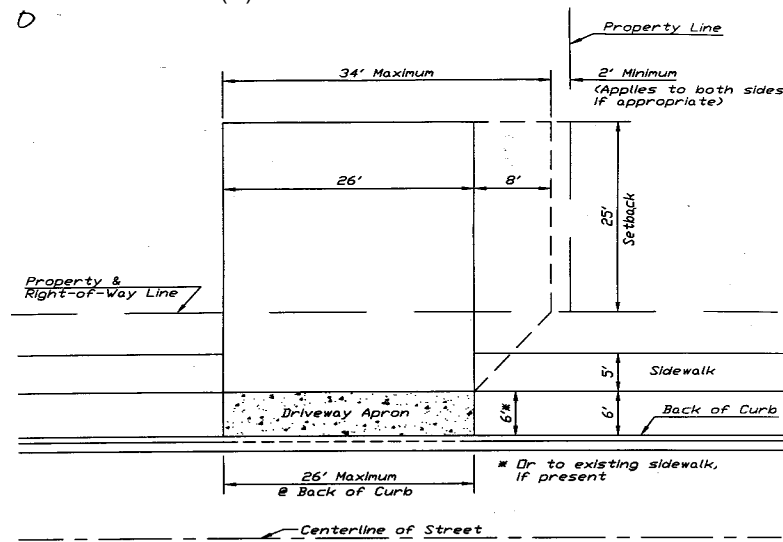 D
Property Line
34' Maximum
2' Minimum
(Applies to both sides
if appropriate)
26'
8'
25'
Setback
Property &
Right-of-Way Line
5'
Sidewalk
Driveway Apron
6'*
6'
Back of Curb
26' Maximum
@ Back of Curb
* Or to existing sidewalk,
if present
Centerline of Street